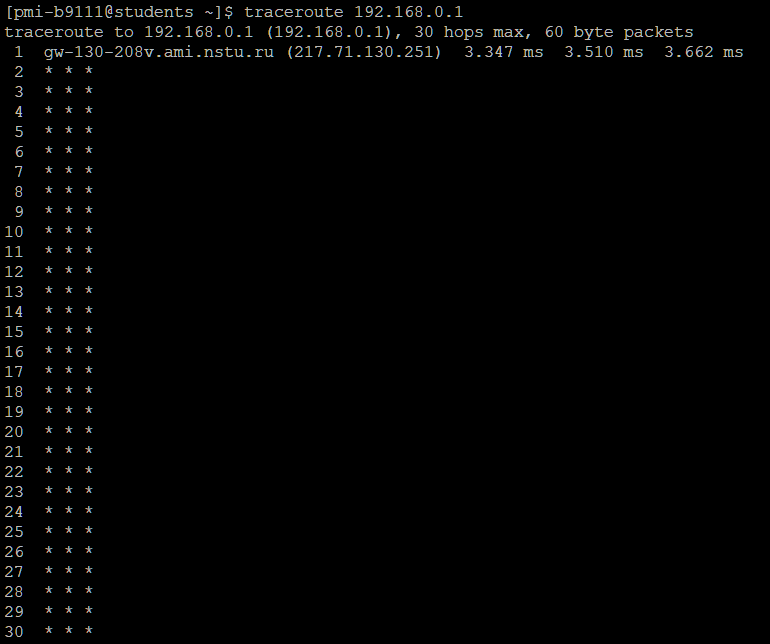 [pmi-b9111@students ~]$ traceroute 192.168.0.1
traceroute to 192.168.0.1 (192.168.0.1), 30 hops max, 60 byte packets
 1  gw-130-208v.ami.nstu.ru (217.71.130.251)  3.347 ms  3.510 ms  3.662 ms
 2  * * *
 3  * * *
 4  * * *
 5  * * *
 6  * * *
 7  * * *
 8  * * *
 9  * * *
10  * * *
11  * * *
12  * * *
13  * * *
14  * * *
15  * * *
16  * * *
17  * * *
18  * * *
19  * * *
20  * * *
21  * * *
22  * * *
23  * * *
24  * * *
25  * * *
26  * * *
27  * * *
28  * * *
29  * * *
30  * * *